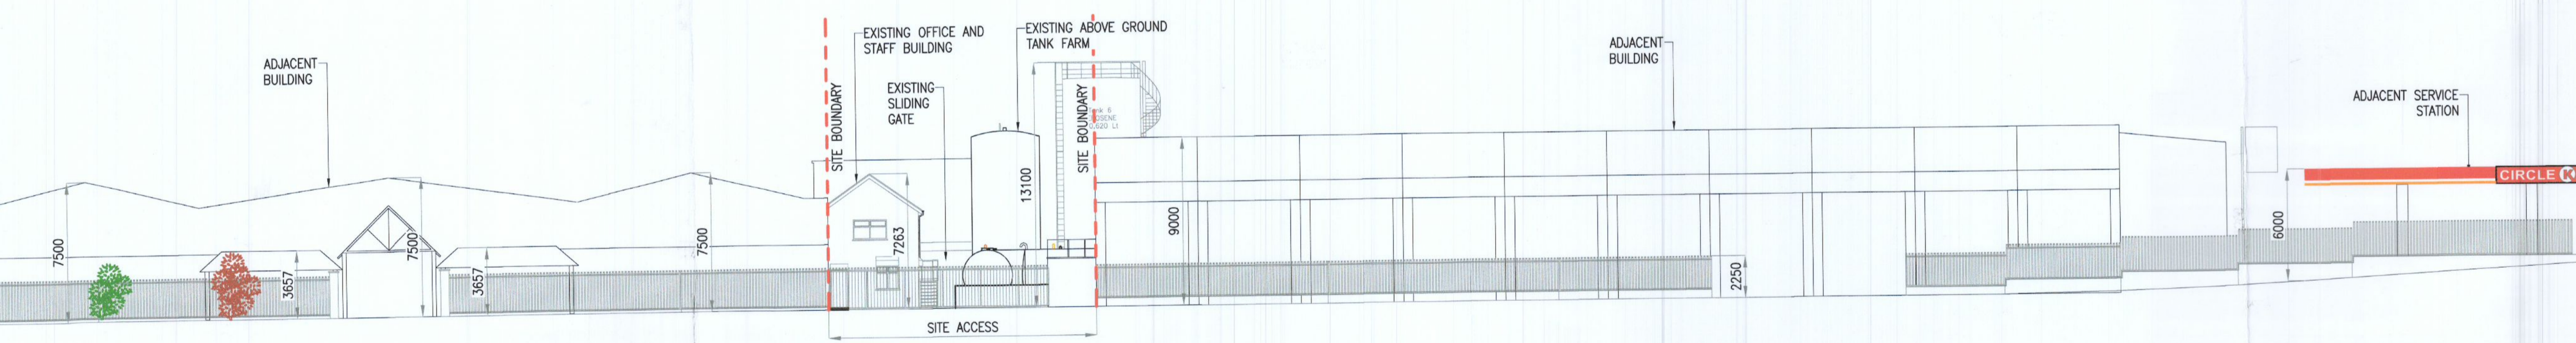 ADJACENT
BUILDING
7500
3657
7500
3657
7500
SITE BOUNDARY
EXISTING OFFICE AND
STAFF BUILDING
EXISTING
SLIDING
GATE
7263
EXISTING ABOVE GROUND
TANK FARM
13100
SITE BOUNDARY
SITE ACCESS
9000
ADJACENT
BUILDING
2250
6000
ADJACENT SERVICE
STATION
CIRCLE K